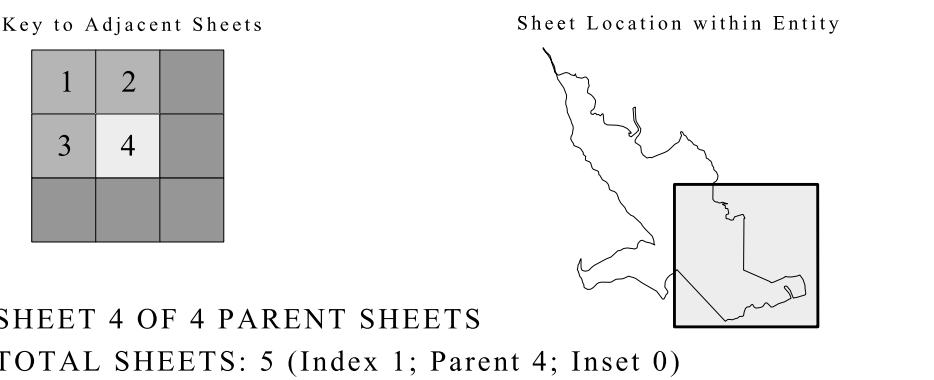 Key to Adjacent Sheets
Sheet Location within Entity
1 2
3 4
SHEET 4 OF 4 PARENT SHEETS
TOTAL SHEETS: 5 (Index 1; Parent 4; Inset 0)